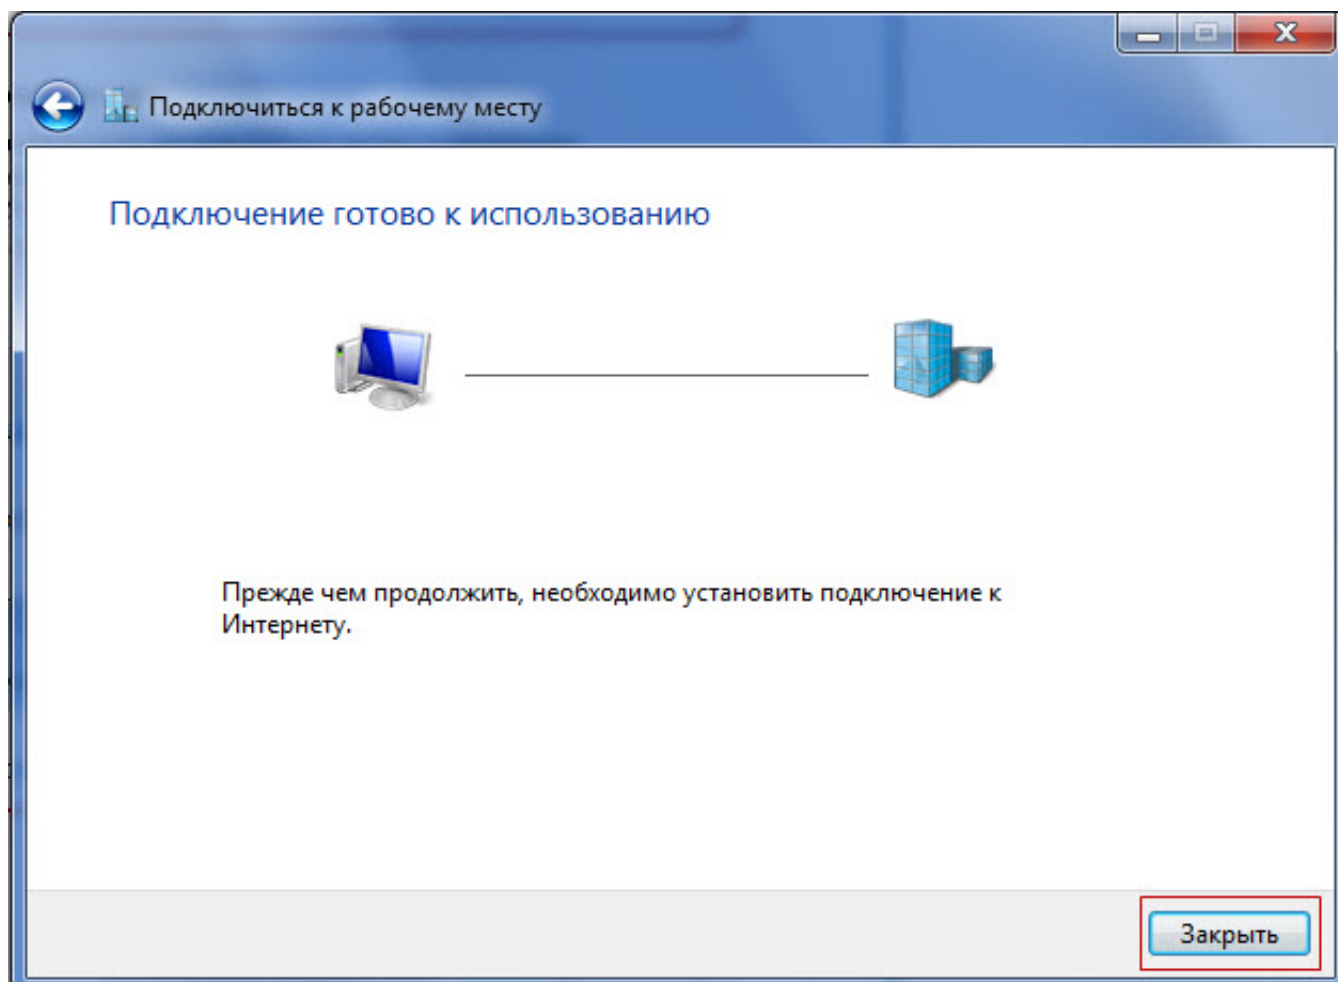 Подключиться к рабочему месту
Подключение готово к использованию
Прежде чем продолжить, необходимо установить подключение к
Интернету.
Закрыть